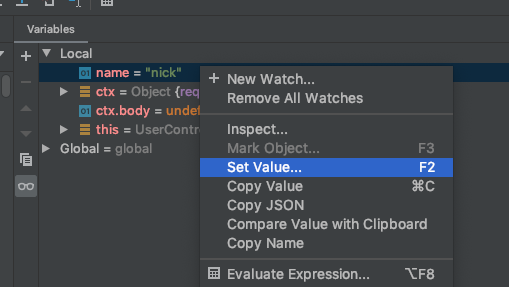 Variables
Local
name = "nick"
ctx = Object {req
ctx.body = undef
this = UserContr
Global = global
New Watch...
Remove All Watches
Inspect...
Mark Object... F3
Set Value... F2
Copy Value ⌘C
Copy JSON
Compare Value with Clipboard
Copy Name
Evaluate Expression... ⌥F8